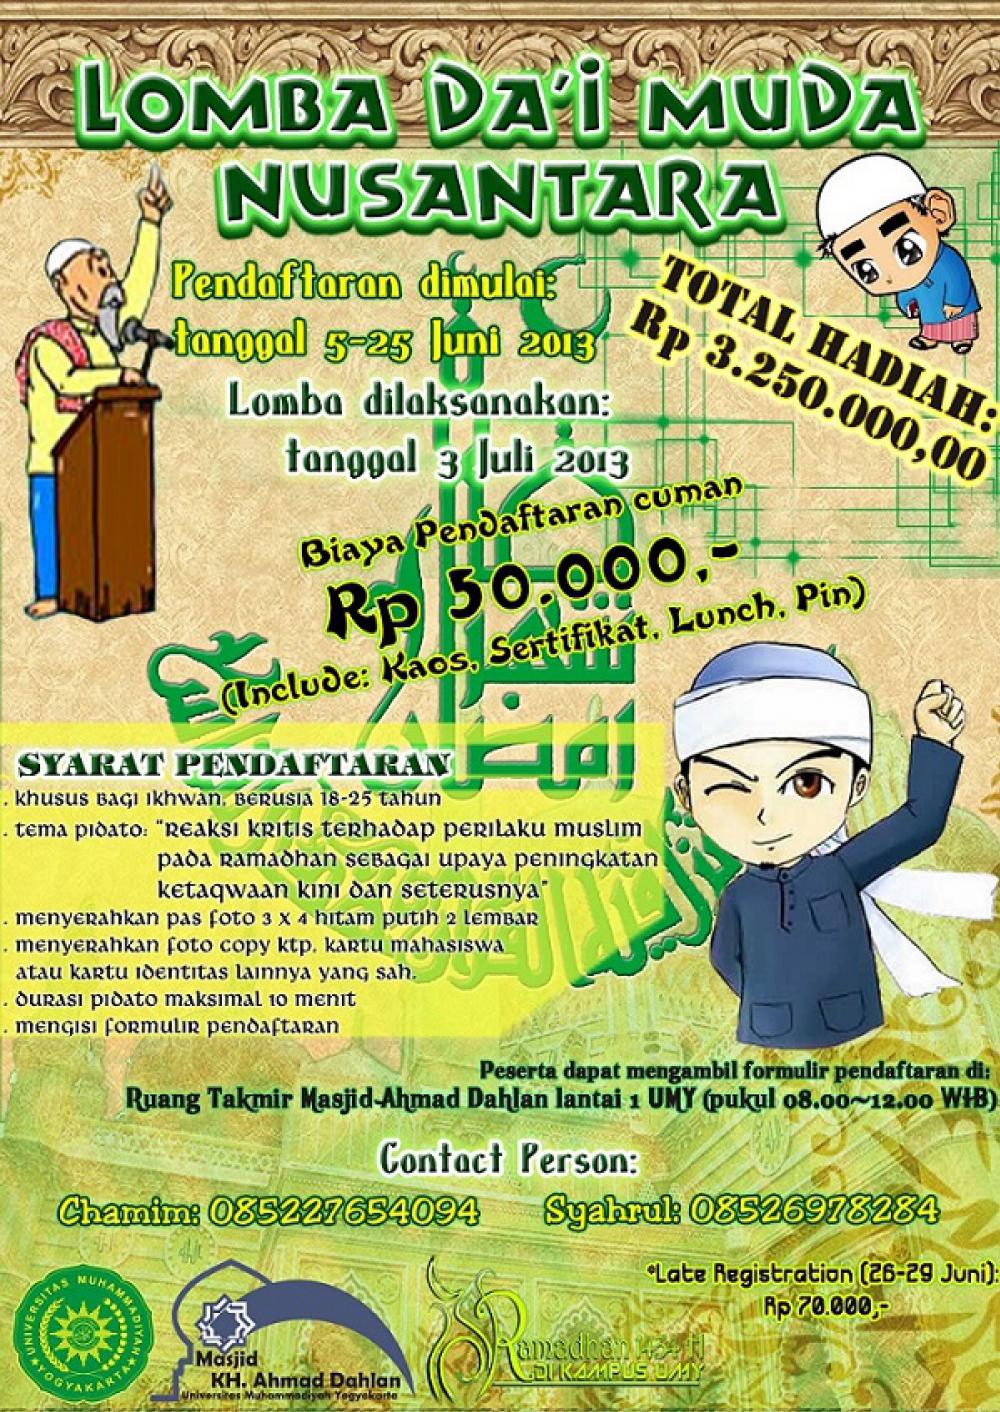 LOMBA DA'I MUDA
NUSANTARA
Pendaftaran dimulai:
tanggal 5-25 Juni 2013
TOTAL HADIAH:
Rp 3.250.000,00
Lomba dilaksanakan:
tanggal 3 Juli 2013
Biaya Pendaftaran cuman
Rp 50.000,-
(Include: Kaos, Sertifikat, Lunch, Pin)
SYARAT PENDAFTARAN
. khusus bagi ikhwan, berusia 18-25 tahun
. tema pidato: "reaksi kritis terhadap perilaku muslim
pada ramadhan sebagai upaya peningkatan
ketaqwaan kini dan seterusnya"
. menyerahkan pas foto 3 x 4 hitam putih 2 lembar
. menyerahkan foto copy ktp, kartu mahasiswa
atau kartu identitas lainnya yang sah.
. durasi pidato maksimal 10 menit
. mengisi formulir pendaftaran
Peserta dapat mengambil formulir pendaftaran di:
Ruang Takmir Masjid-Ahmad Dahlan lantai 1 UMY (pukul 08.00~12.00 WIB)
Contact Person:
Chamim: 085227654094
Syahrul: 08526978284
*Late Registration (26-29 Juni):
Rp 70.000,-
UNIVERSITAS MUHAMMADIYAH
YOGYAKARTA
Masjid
KH. Ahmad Dahlan
Universitas Muhammadiyah Yogyakarta
Ramadhan 1434 H
DI KAMPUS UMY